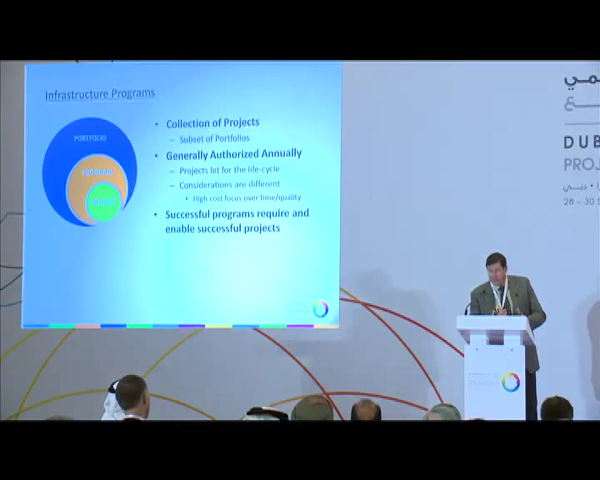 Infrastructure Programs
PORTFOLIO
PROGRAM
PROJECT
• Collection of Projects
– Subset of Portfolios
• Generally Authorized Annually
– Projects let for the life-cycle
– Considerations are different
• High cost focus over time/quality
• Successful programs require and
enable successful projects
DUB
PROJ
28 – 30 S